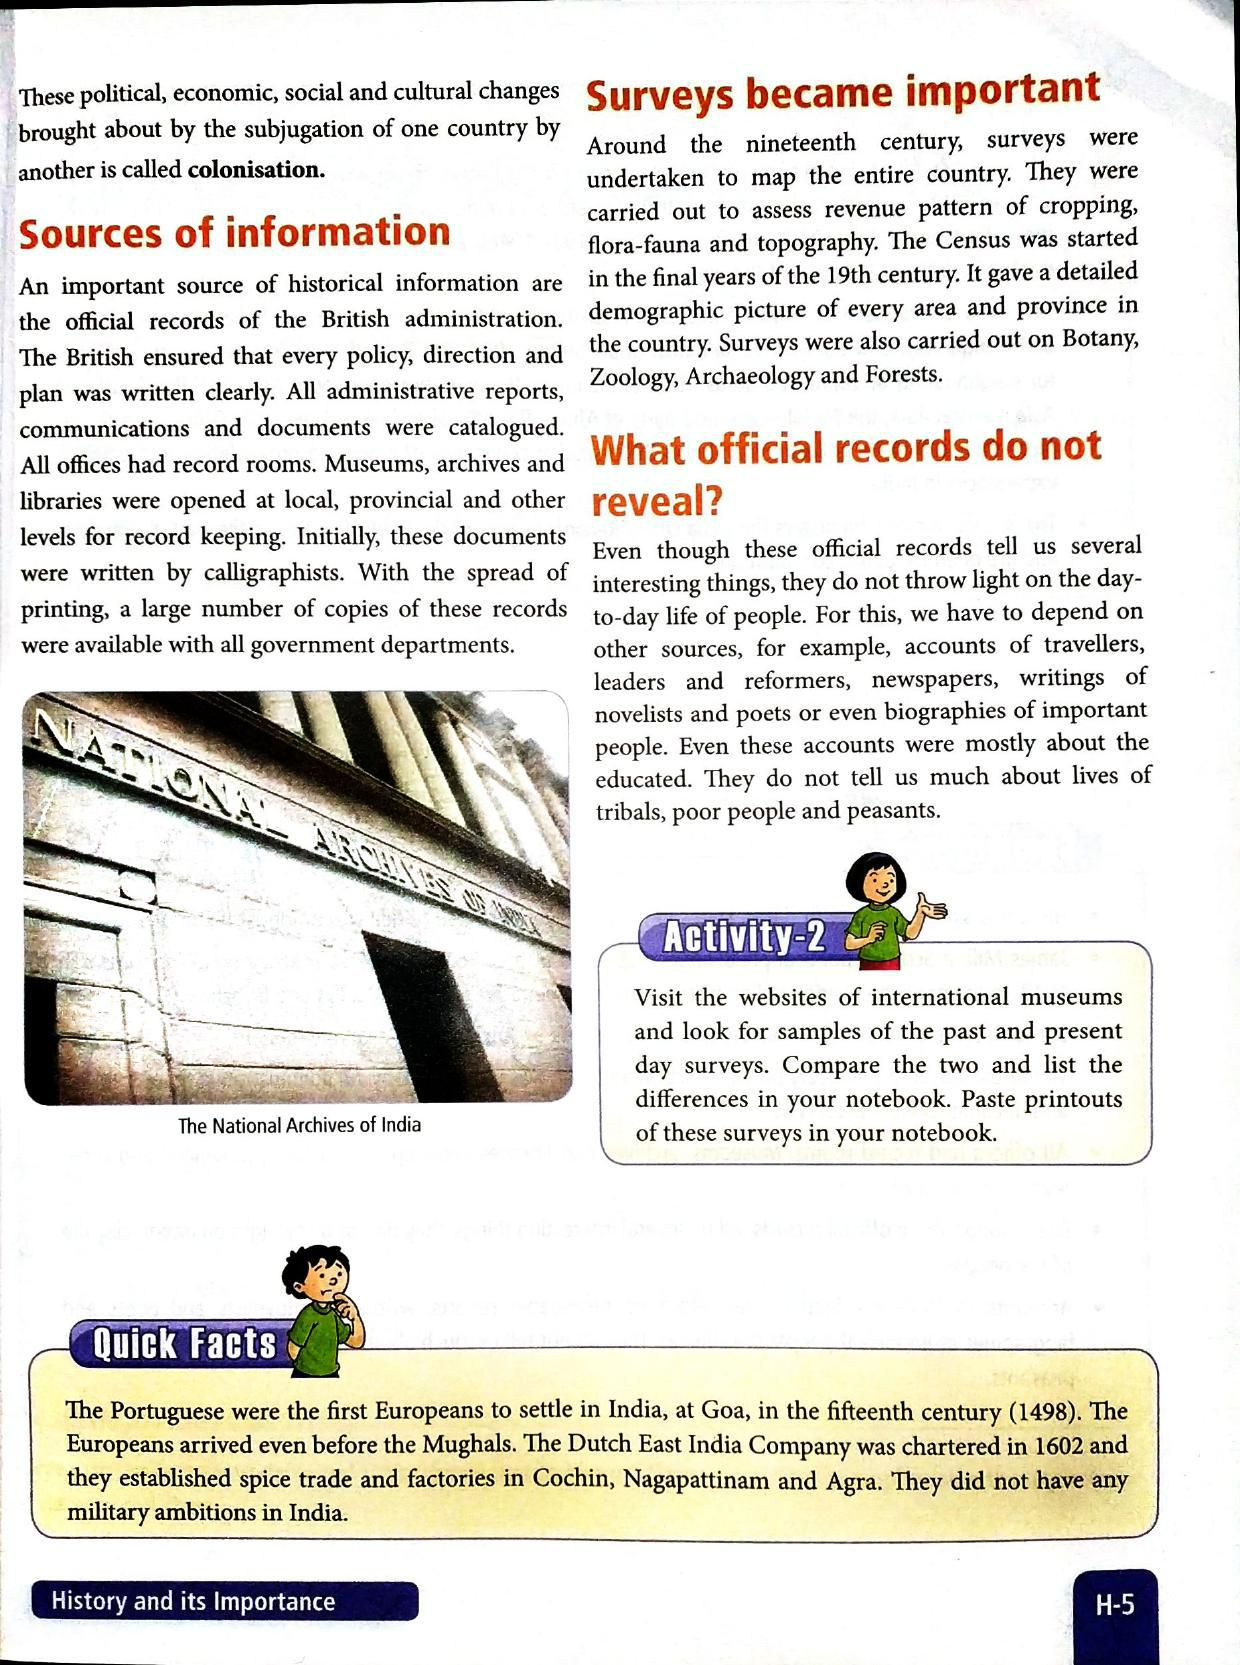 These political, economic, social and cultural changes
brought about by the subjugation of one country by
another is called colonisation.
Sources of information
An important source of historical information are
the official records of the British administration.
The British ensured that every policy, direction and
plan was written clearly. All administrative reports,
communications and documents were catalogued.
All offices had record rooms. Museums, archives and
libraries were opened at local, provincial and other
levels for record keeping. Initially, these documents
were written by calligraphists. With the spread of
printing, a large number of copies of these records
were available with all government departments.
NATIONAL ARCHIVES OF INDIA
The National Archives of India
Surveys became important
Around the nineteenth century, surveys were
undertaken to map the entire country. They were
carried out to assess revenue pattern of cropping,
flora-fauna and topography. The Census was started
in the final years of the 19th century. It gave a detailed
demographic picture of every area and province in
the country. Surveys were also carried out on Botany,
Zoology, Archaeology and Forests.
What official records do not
reveal?
Even though these official records tell us several
interesting things, they do not throw light on the day-
to-day life of people. For this, we have to depend on
other sources, for example, accounts of travellers,
leaders and reformers, newspapers, writings of
novelists and poets or even biographies of important
people. Even these accounts were mostly about the
educated. They do not tell us much about lives of
tribals, poor people and peasants.
Activity-2
Visit the websites of international museums
and look for samples of the past and present
day surveys. Compare the two and list the
differences in your notebook. Paste printouts
of these surveys in your notebook.
Quick Facts
The Portuguese were the first Europeans to settle in India, at Goa, in the fifteenth century (1498). The
Europeans arrived even before the Mughals. The Dutch East India Company was chartered in 1602 and
they established spice trade and factories in Cochin, Nagapattinam and Agra. They did not have any
military ambitions in India.
History and its Importance
H-5